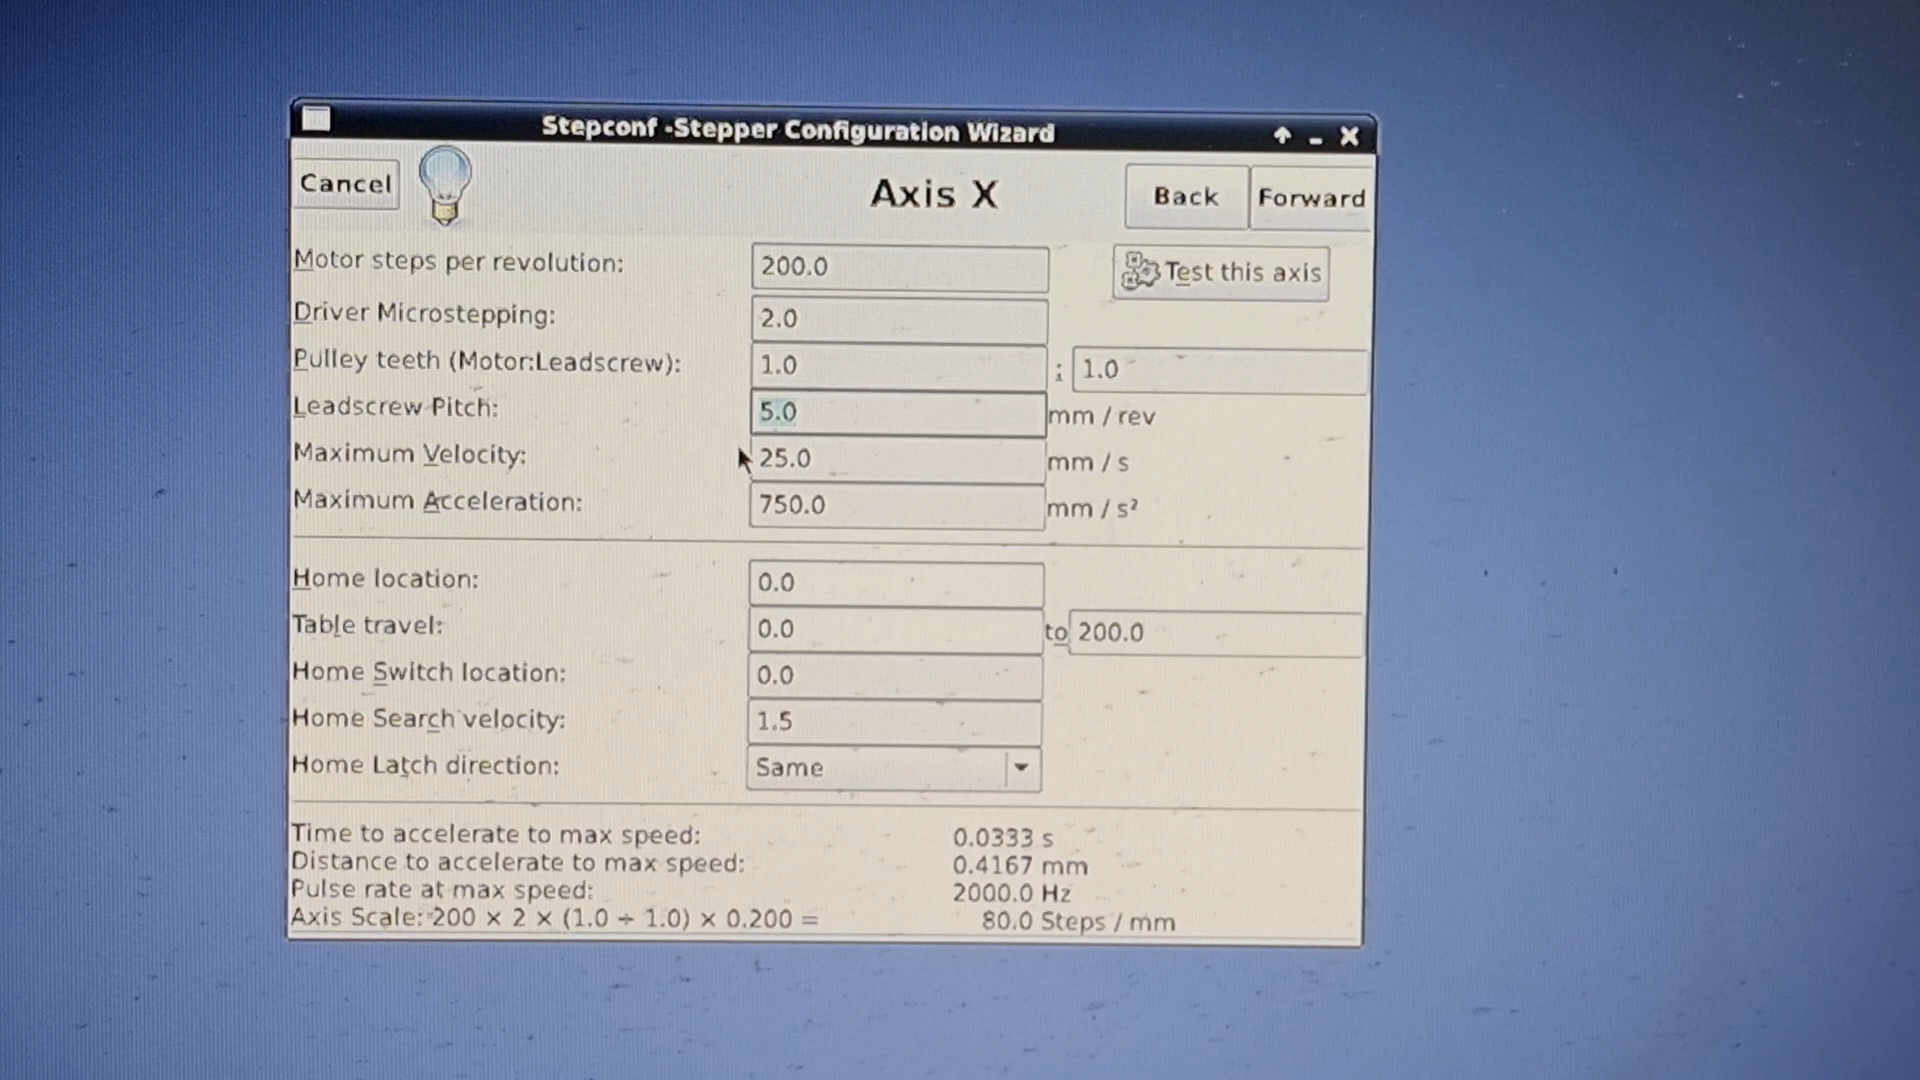 Stepconf -Stepper Configuration Wizard
Cancel
Axis X
Back
Forward
Motor steps per revolution: 200.0
Test this axis
Driver Microstepping: 2.0
Pulley teeth (Motor:Leadscrew): 1.0 : 1.0
Leadscrew Pitch: 5.0 mm / rev
Maximum Velocity: 25.0 mm / s
Maximum Acceleration: 750.0 mm / s²
Home location: 0.0
Table travel: 0.0 to 200.0
Home Switch location: 0.0
Home Search velocity: 1.5
Home Latch direction: Same
Time to accelerate to max speed: 0.0333 s
Distance to accelerate to max speed: 0.4167 mm
Pulse rate at max speed: 2000.0 Hz
Axis Scale: 200 × 2 × (1.0 ÷ 1.0) × 0.200 = 80.0 Steps / mm